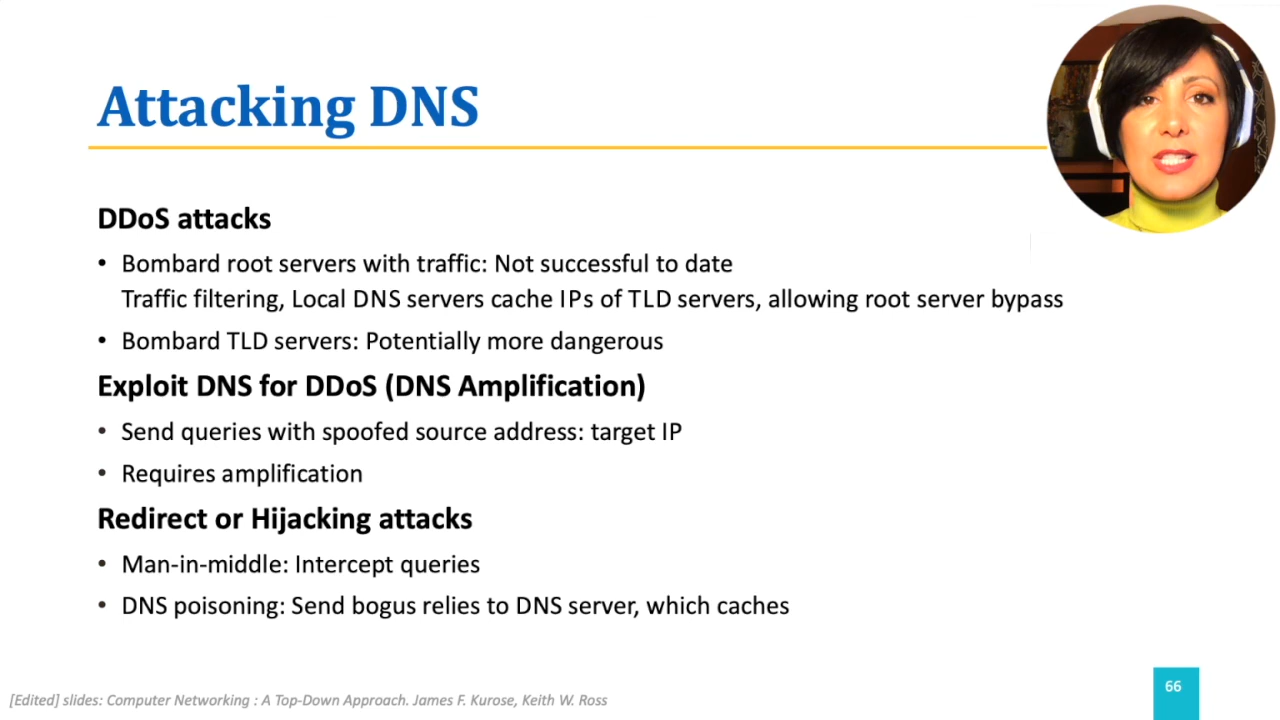 Attacking DNS
DDoS attacks
• Bombard root servers with traffic: Not successful to date
Traffic filtering, Local DNS servers cache IPs of TLD servers, allowing root server bypass
• Bombard TLD servers: Potentially more dangerous
Exploit DNS for DDoS (DNS Amplification)
• Send queries with spoofed source address: target IP
• Requires amplification
Redirect or Hijacking attacks
• Man-in-middle: Intercept queries
• DNS poisoning: Send bogus relies to DNS server, which caches
[Edited] slides: Computer Networking : A Top-Down Approach. James F. Kurose, Keith W. Ross
66